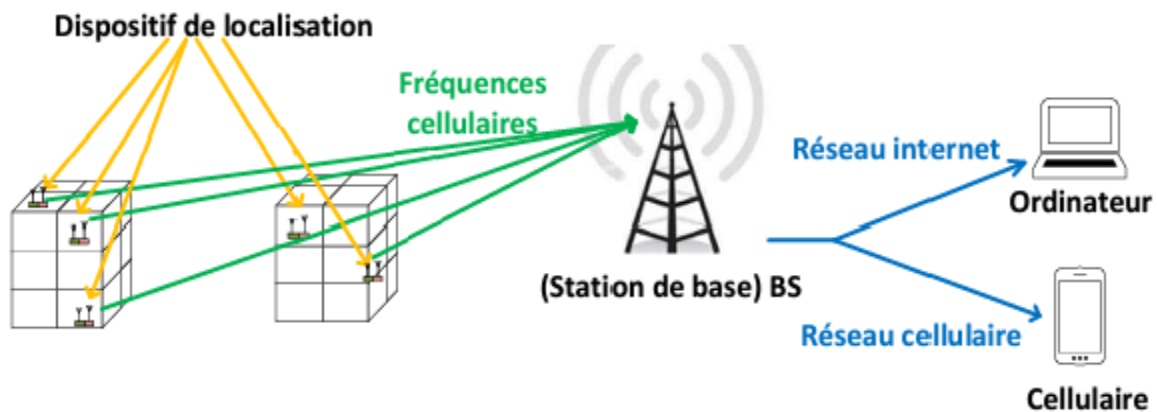 Dispositif de localisation
Fréquences
cellulaires
Réseau internet
Ordinateur
(Station de base) BS
Réseau cellulaire
Cellulaire